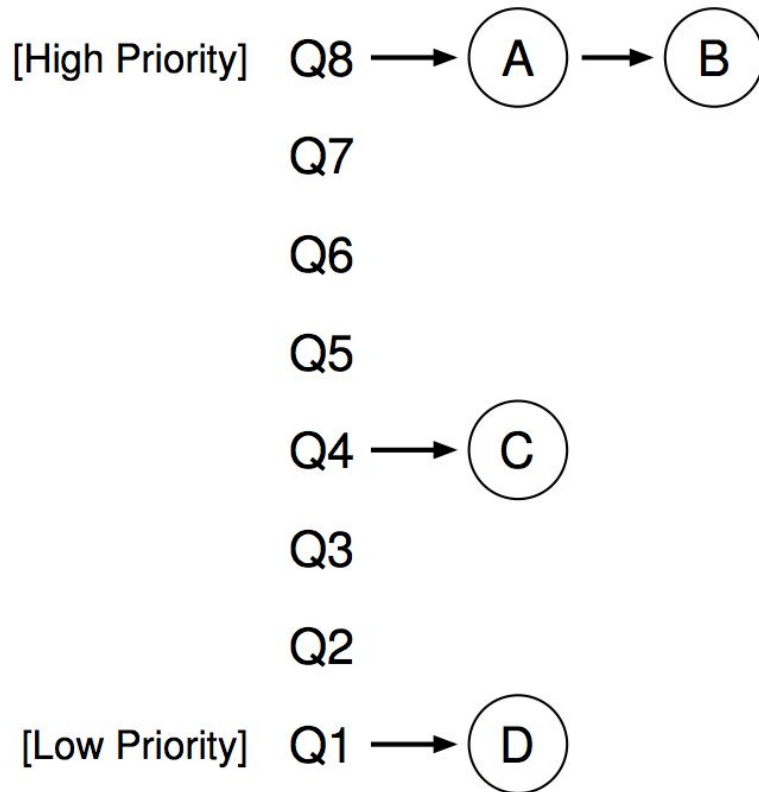 [High Priority] Q8 A B
Q7
Q6
Q5
Q4 C
Q3
Q2
[Low Priority] Q1 D